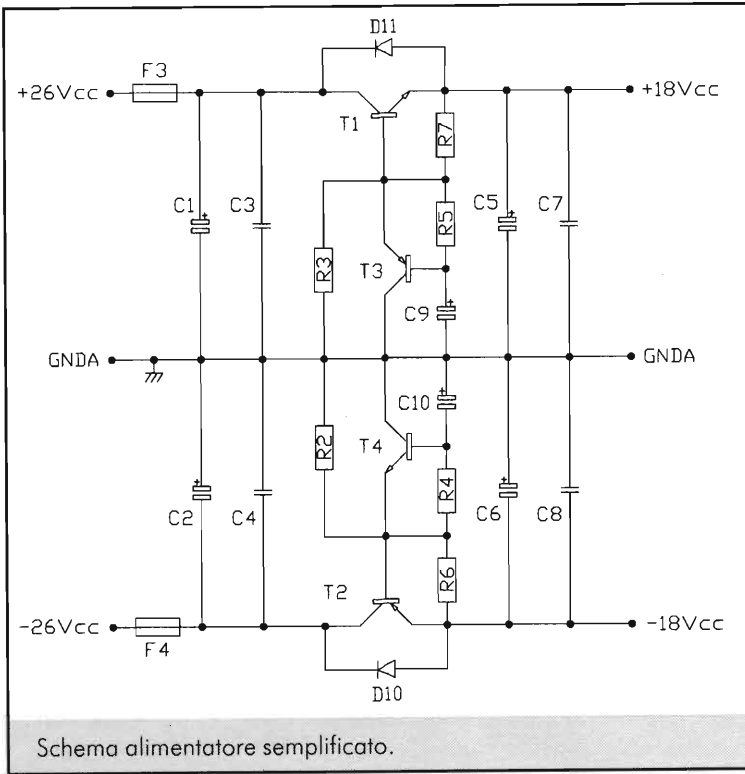 D11
F3
+26Vcc
+18Vcc
T1
R7
C1
C3
R5
C5
C7
R3
T3
C9
GNDA
GNDA
C10
R2
T4
R4
C2
C4
C6
C8
T2
R6
-26Vcc
-18Vcc
F4
D10
Schema alimentatore semplificato.